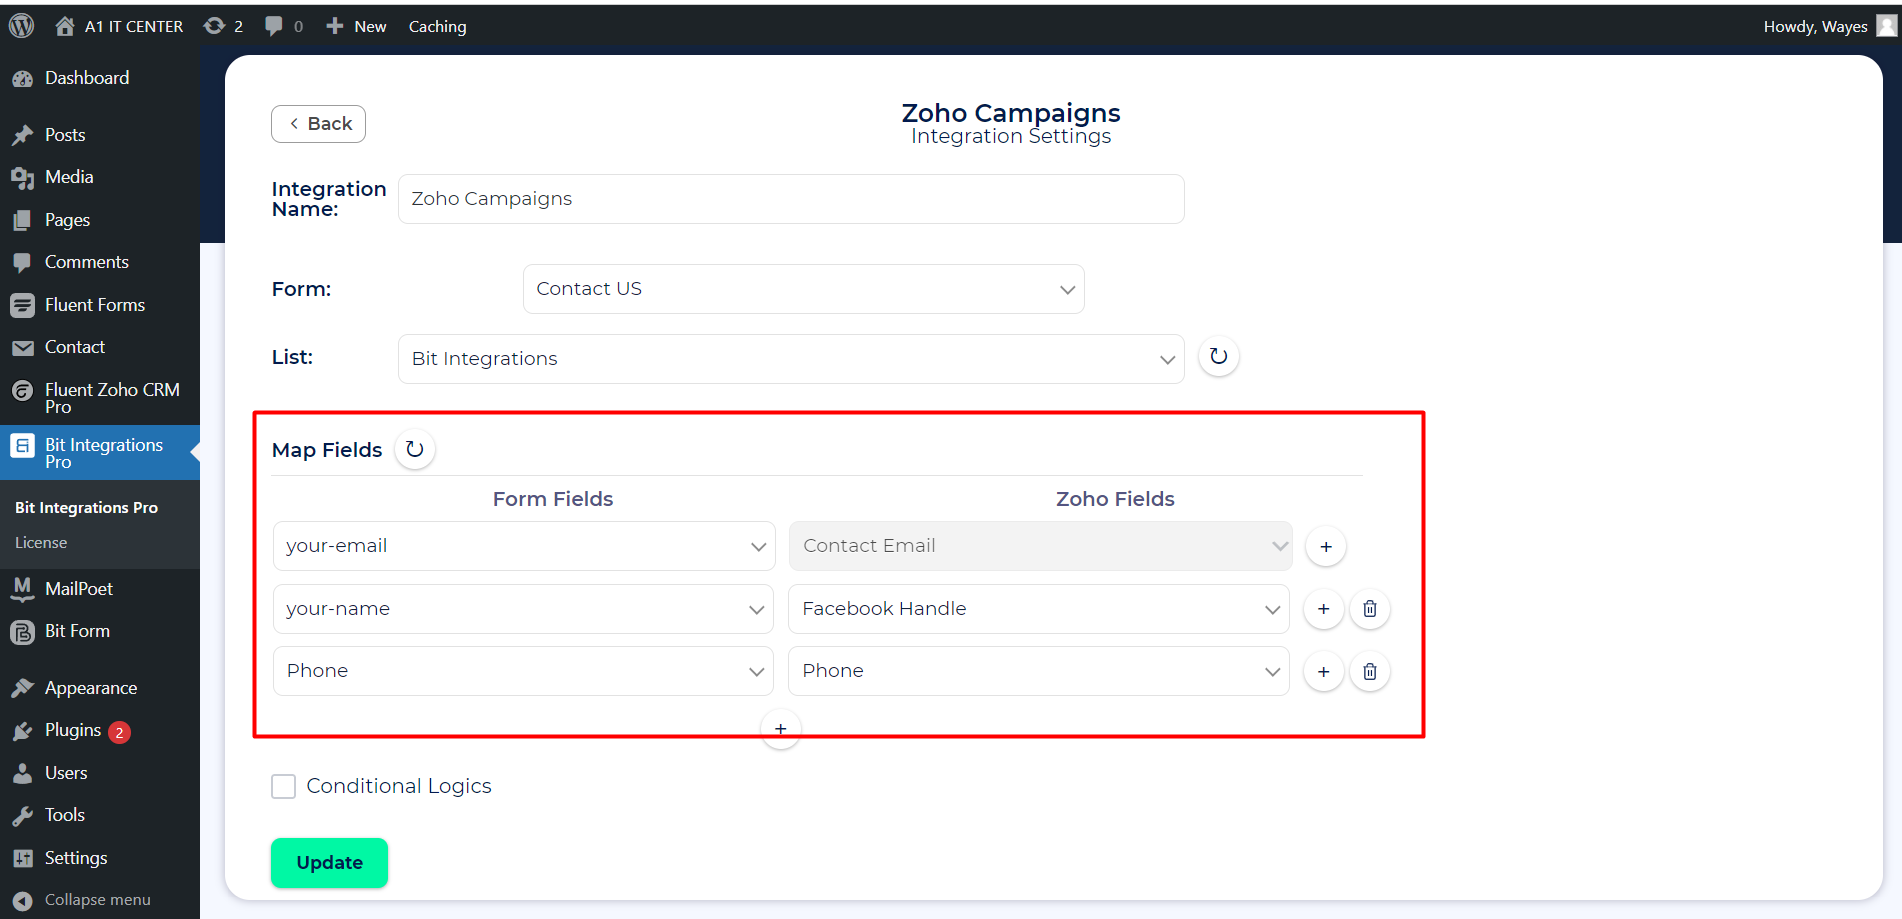 A1 IT CENTER 2 0 New Caching Howdy, Wayes
Dashboard
Posts
Media
Pages
Comments
Fluent Forms
Contact
Fluent Zoho CRM
Pro
Bit Integrations
Pro
Bit Integrations Pro
License
MailPoet
Bit Form
Appearance
Plugins 2
Users
Tools
Settings
Collapse menu
Back
Zoho Campaigns
Integration Settings
Integration
Name:
Zoho Campaigns
Form: Contact US
List: Bit Integrations
Map Fields
Form Fields Zoho Fields
your-email Contact Email +
your-name Facebook Handle +
Phone Phone +
+
Conditional Logics
Update